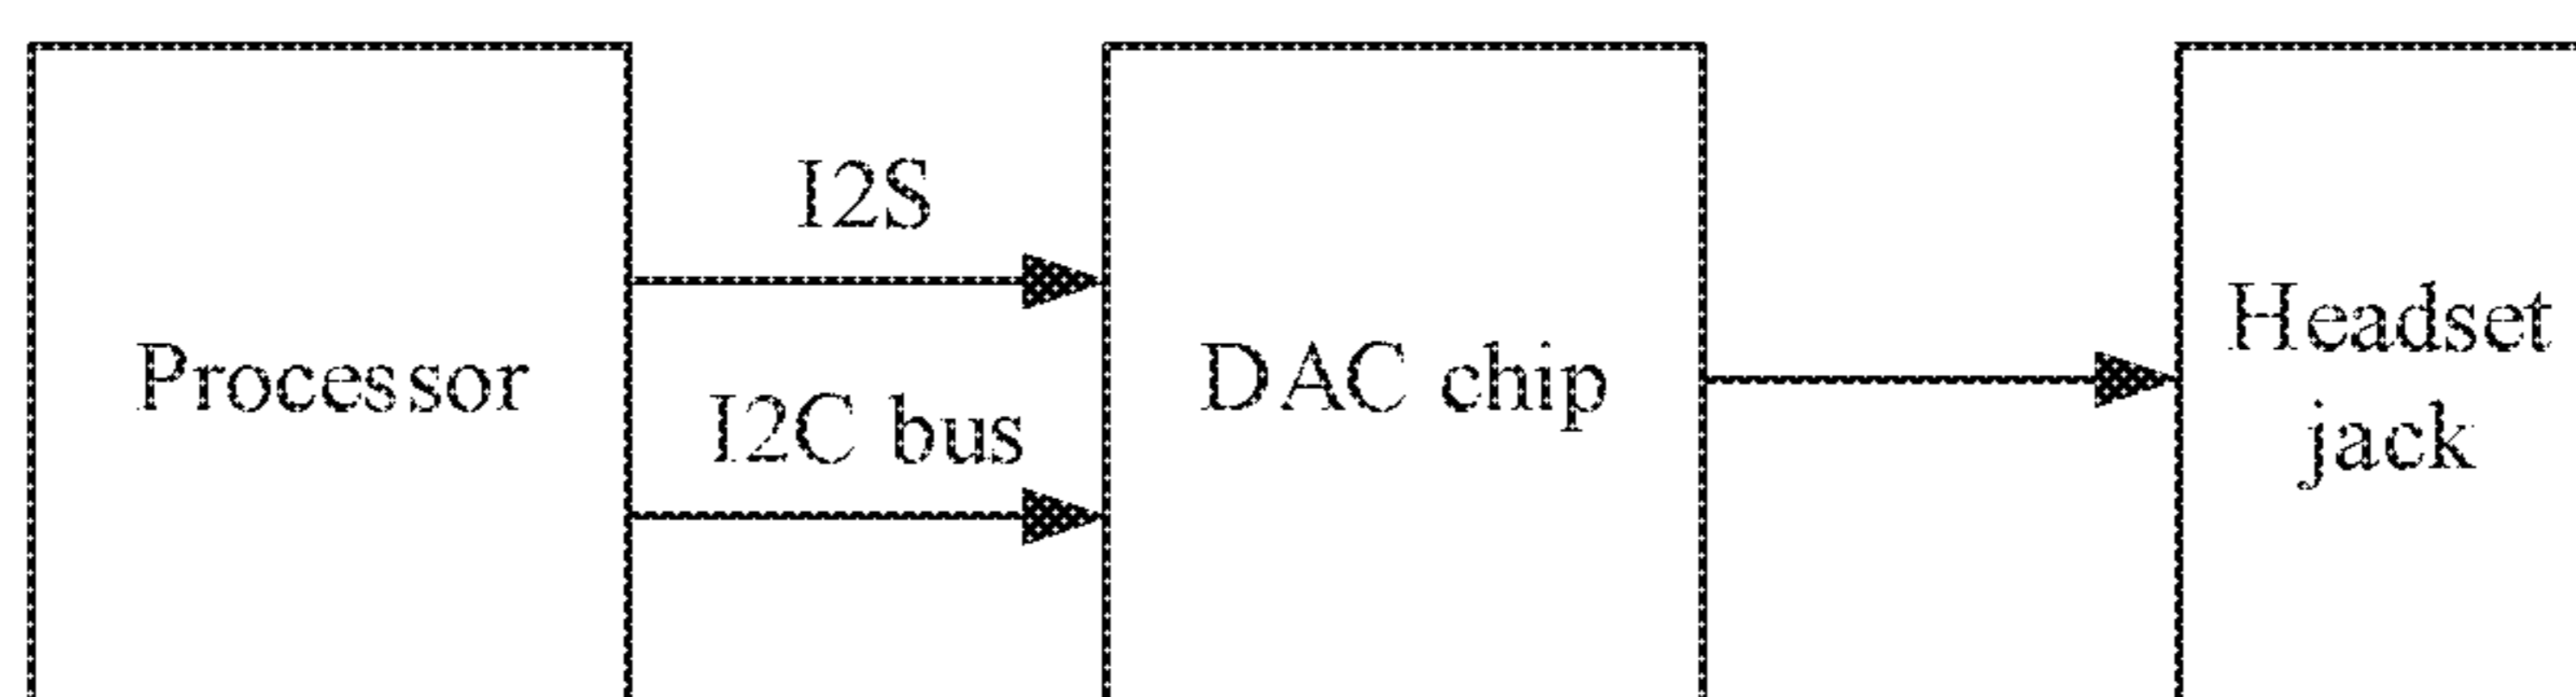 I2S
Processor
I2C bus
DAC chip
Headset
jack